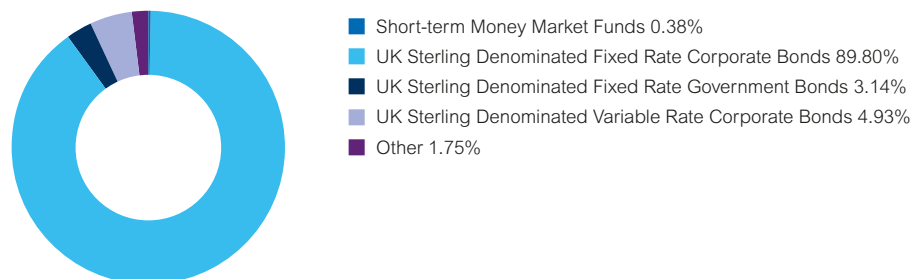 Short-term Money Market Funds 0.38%
UK Sterling Denominated Fixed Rate Corporate Bonds 89.80%
UK Sterling Denominated Fixed Rate Government Bonds 3.14%
UK Sterling Denominated Variable Rate Corporate Bonds 4.93%
Other 1.75%